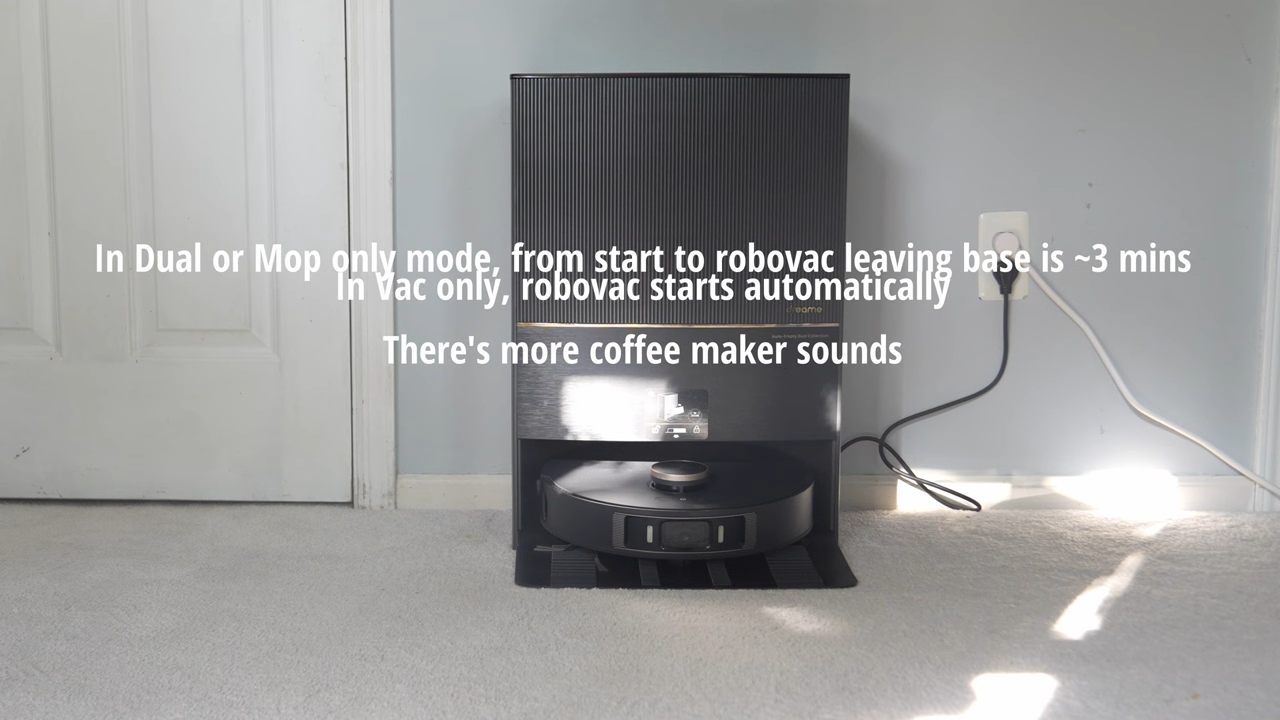 In Dual or Mop only mode, from start to robovac leaving base is ~3 mins
In Vac only, robovac starts automatically
dreame
There's more coffee maker sounds